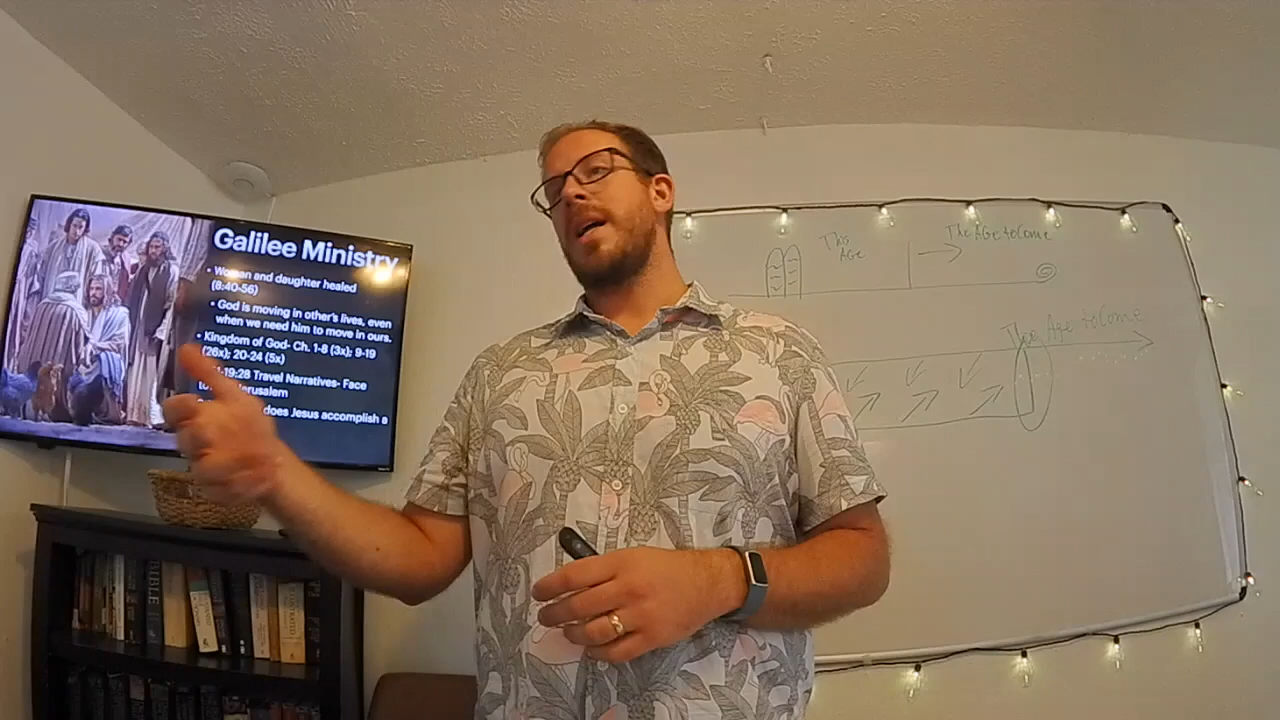 Galilee Ministry
• Woman and daughter healed
(8:40-56)
• God is moving in other's lives, even
when we need him to move in ours.
• Kingdom of God- Ch. 1-8 (3x); 9-19
(26x); 20-24 (5x)
19:28 Travel Narratives- Face
Jerusalem
does Jesus accomplish a
This
Age
The Age to Come
The Age to Come
BIBLE